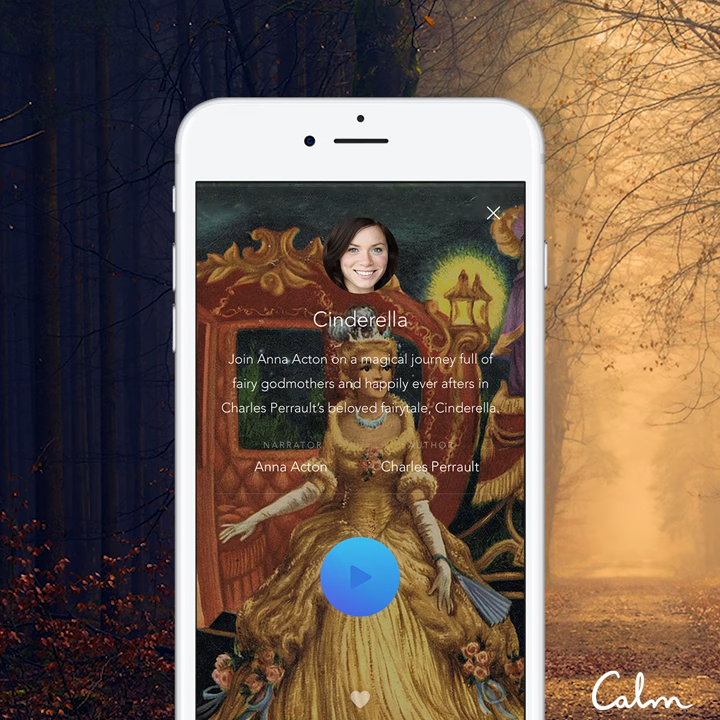 Cinderella
Join Anna Acton on a magical journey full of
fairy godmothers and happily ever afters in
Charles Perrault's beloved fairytale, Cinderella.
NARRATOR AUTHOR
Anna Acton Charles Perrault
Calm